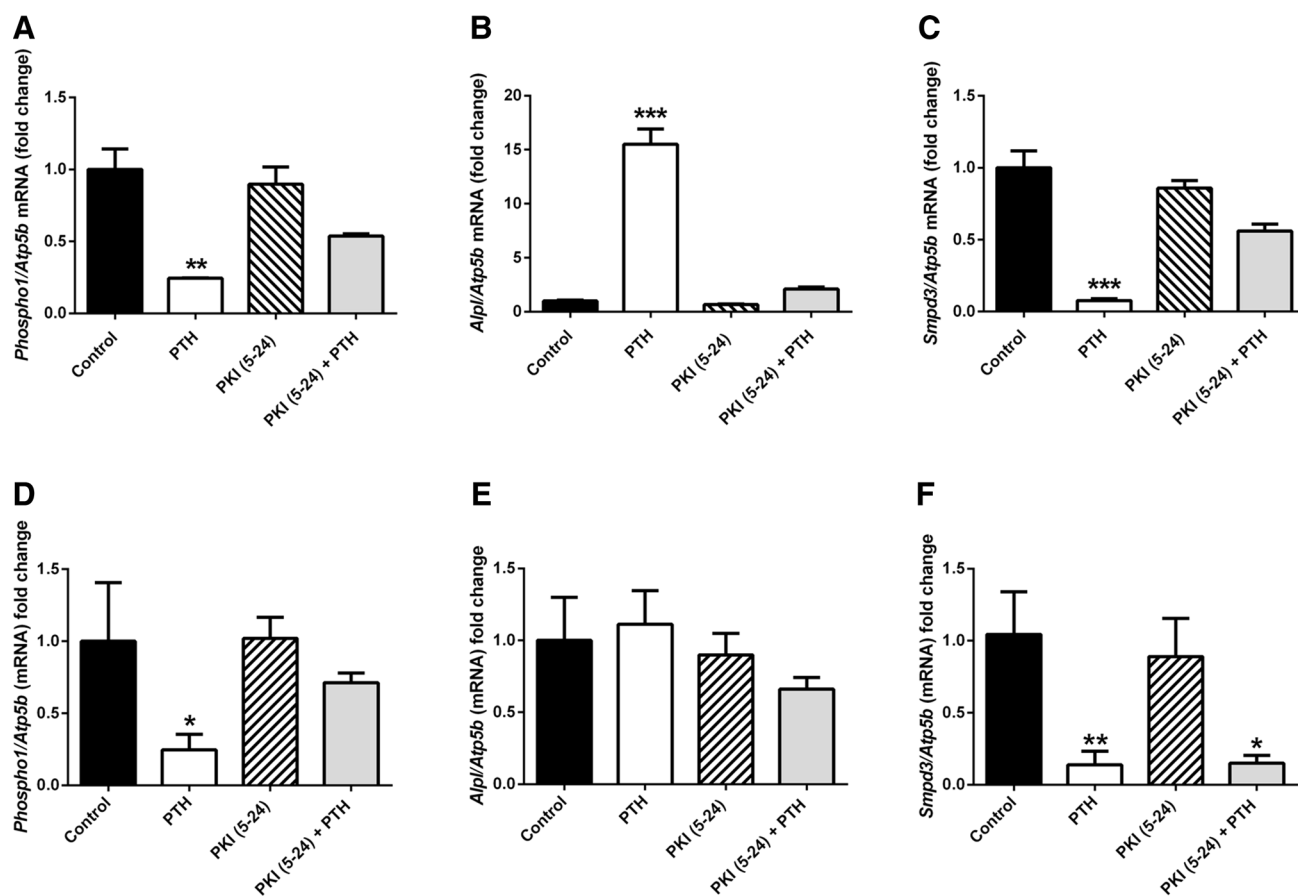 A
Phospho1/Atp5b mRNA (fold change)
1.5
1.0
0.5
0.0
**
Control
PTH
PKI (5-24)
PKI (5-24) + PTH
B
Alpl/Atp5b mRNA (fold change)
20
15
10
5
0
***
Control
PTH
PKI (5-24)
PKI (5-24) + PTH
C
Smpd3/Atp5b mRNA (fold change)
1.5
1.0
0.5
0.0
***
Control
PTH
PKI (5-24)
PKI (5-24) + PTH
D
Phospho1/Atp5b (mRNA) fold change
1.5
1.0
0.5
0.0
*
Control
PTH
PKI (5-24)
PKI (5-24) + PTH
E
Alpl/Atp5b (mRNA) fold change
1.5
1.0
0.5
0.0
Control
PTH
PKI (5-24)
PKI (5-24) + PTH
F
Smpd3/Atp5b (mRNA) fold change
1.5
1.0
0.5
0.0
**
*
Control
PTH
PKI (5-24)
PKI (5-24) + PTH